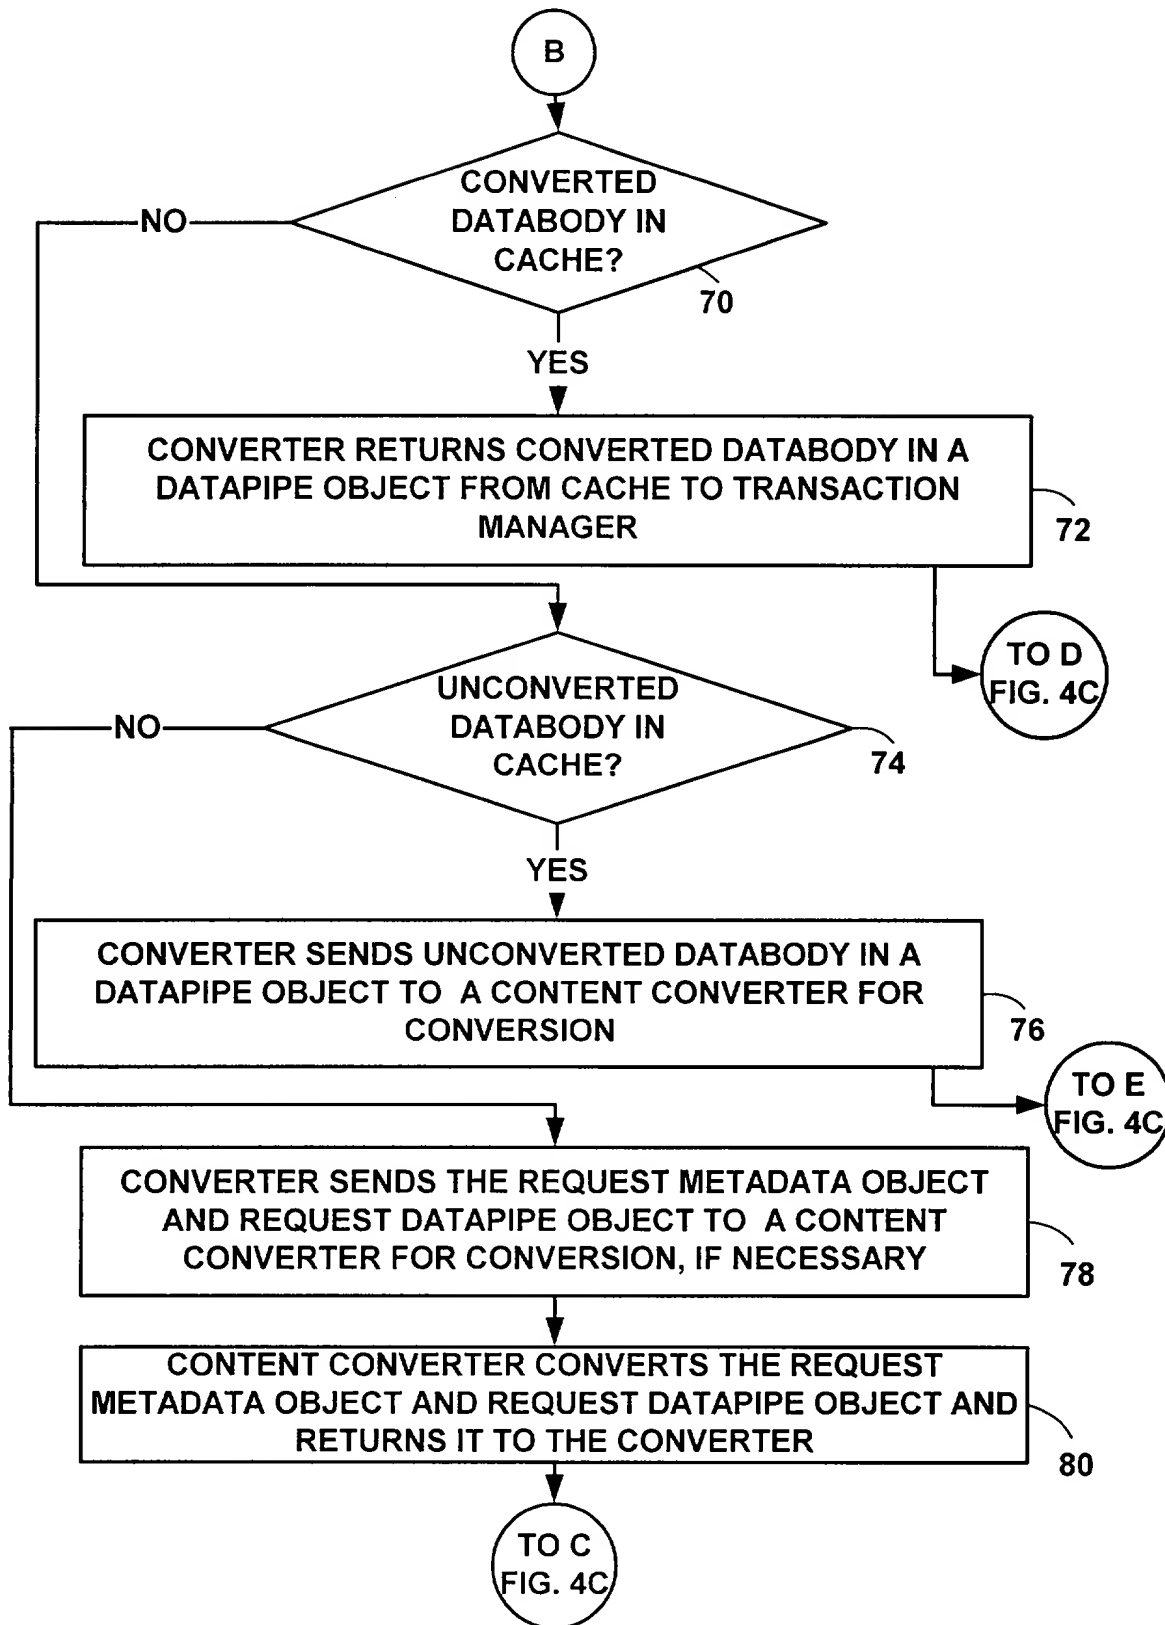 B
CONVERTED
DATABODY IN
CACHE?
NO
70
YES
CONVERTER RETURNS CONVERTED DATABODY IN A
DATAPIPE OBJECT FROM CACHE TO TRANSACTION
MANAGER
72
TO D
FIG. 4C
UNCONVERTED
DATABODY IN
CACHE?
NO
74
YES
CONVERTER SENDS UNCONVERTED DATABODY IN A
DATAPIPE OBJECT TO A CONTENT CONVERTER FOR
CONVERSION
76
TO E
FIG. 4C
CONVERTER SENDS THE REQUEST METADATA OBJECT
AND REQUEST DATAPIPE OBJECT TO A CONTENT
CONVERTER FOR CONVERSION, IF NECESSARY
78
CONTENT CONVERTER CONVERTS THE REQUEST
METADATA OBJECT AND REQUEST DATAPIPE OBJECT AND
RETURNS IT TO THE CONVERTER
80
TO C
FIG. 4C